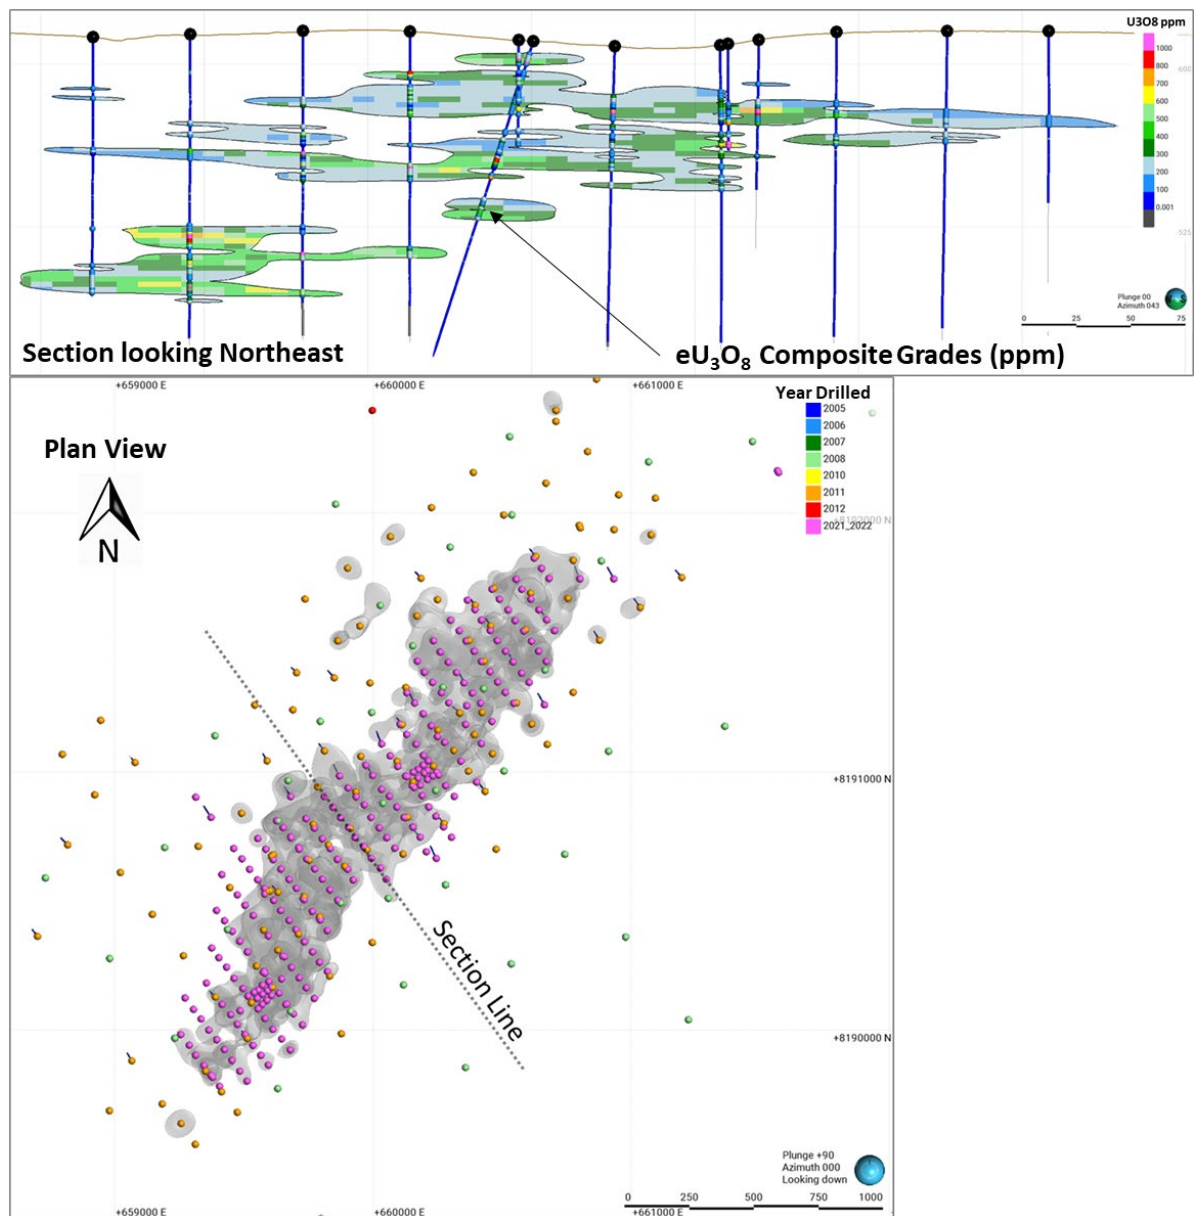 U3O8 ppm
1000
800
700
600
500
400
300
200
100
0.001
-600
-525
Plunge 00
Azimuth 043
0 25 50 75
Section looking Northeast
eU₃O₈ Composite Grades (ppm)
+659000 E +660000 E +661000 E
Year Drilled
2005
2006
2007
2008
2010
2011
2012
2021_2022
Plan View
N
+8192000 N
+8191000 N
Section Line
+8190000 N
Plunge +90
Azimuth 000
Looking down
0 250 500 750 1000
+659000 E +660000 E +661000 E